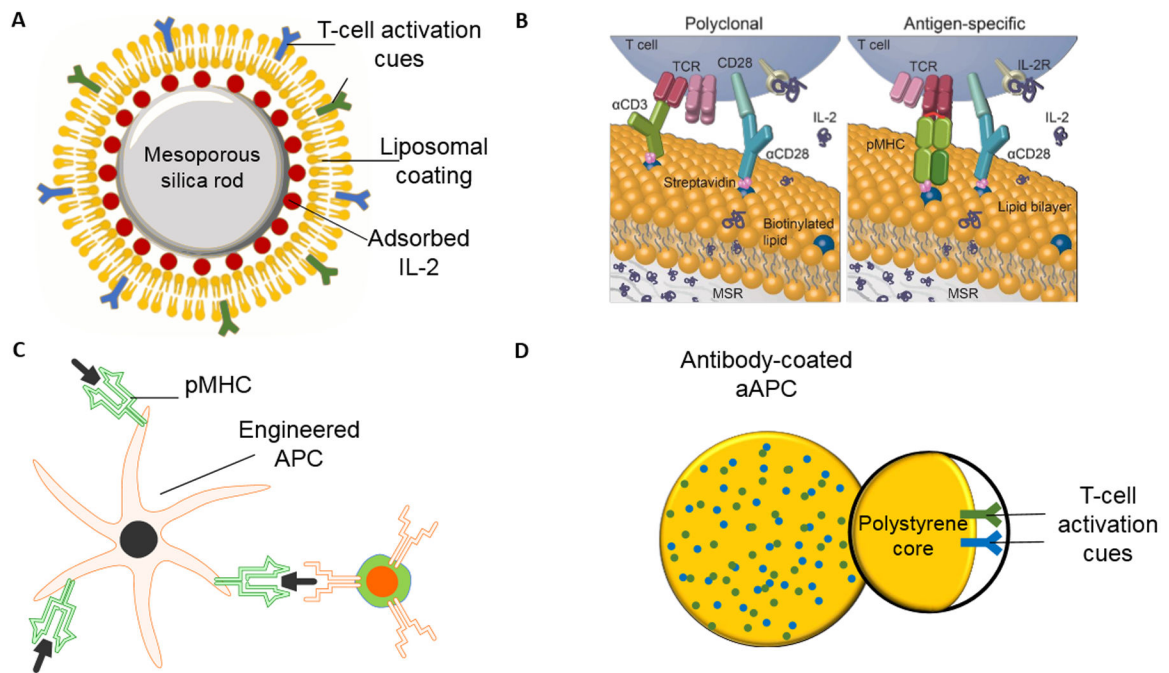 A
T-cell activation
cues
Mesoporous
silica rod
Liposomal
coating
Adsorbed
IL-2
B
Polyclonal
T cell
TCR
CD28
αCD3
IL-2
αCD28
Streptavidin
Biotinylated
lipid
MSR
Antigen-specific
T cell
TCR
IL-2R
IL-2
pMHC
αCD28
Lipid bilayer
MSR
C
pMHC
Engineered
APC
D
Antibody-coated
aAPC
Polystyrene
core
T-cell
activation
cues